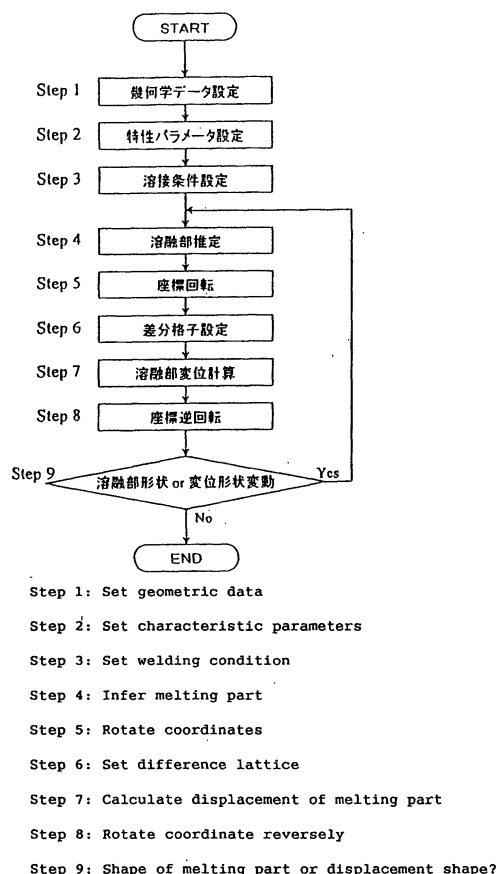 START
Step 1 幾何学データ設定
Step 2 特性パラメータ設定
Step 3 溶接条件設定
Step 4 溶融部推定
Step 5 座標回転
Step 6 差分格子設定
Step 7 溶融部変位計算
Step 8 座標逆回転
Step 9 溶融部形状 or 変位形状変動 Yes
No
END
Step 1: Set geometric data
Step 2: Set characteristic parameters
Step 3: Set welding condition
Step 4: Infer melting part
Step 5: Rotate coordinates
Step 6: Set difference lattice
Step 7: Calculate displacement of melting part
Step 8: Rotate coordinate reversely
Step 9: Shape of melting part or displacement shape?